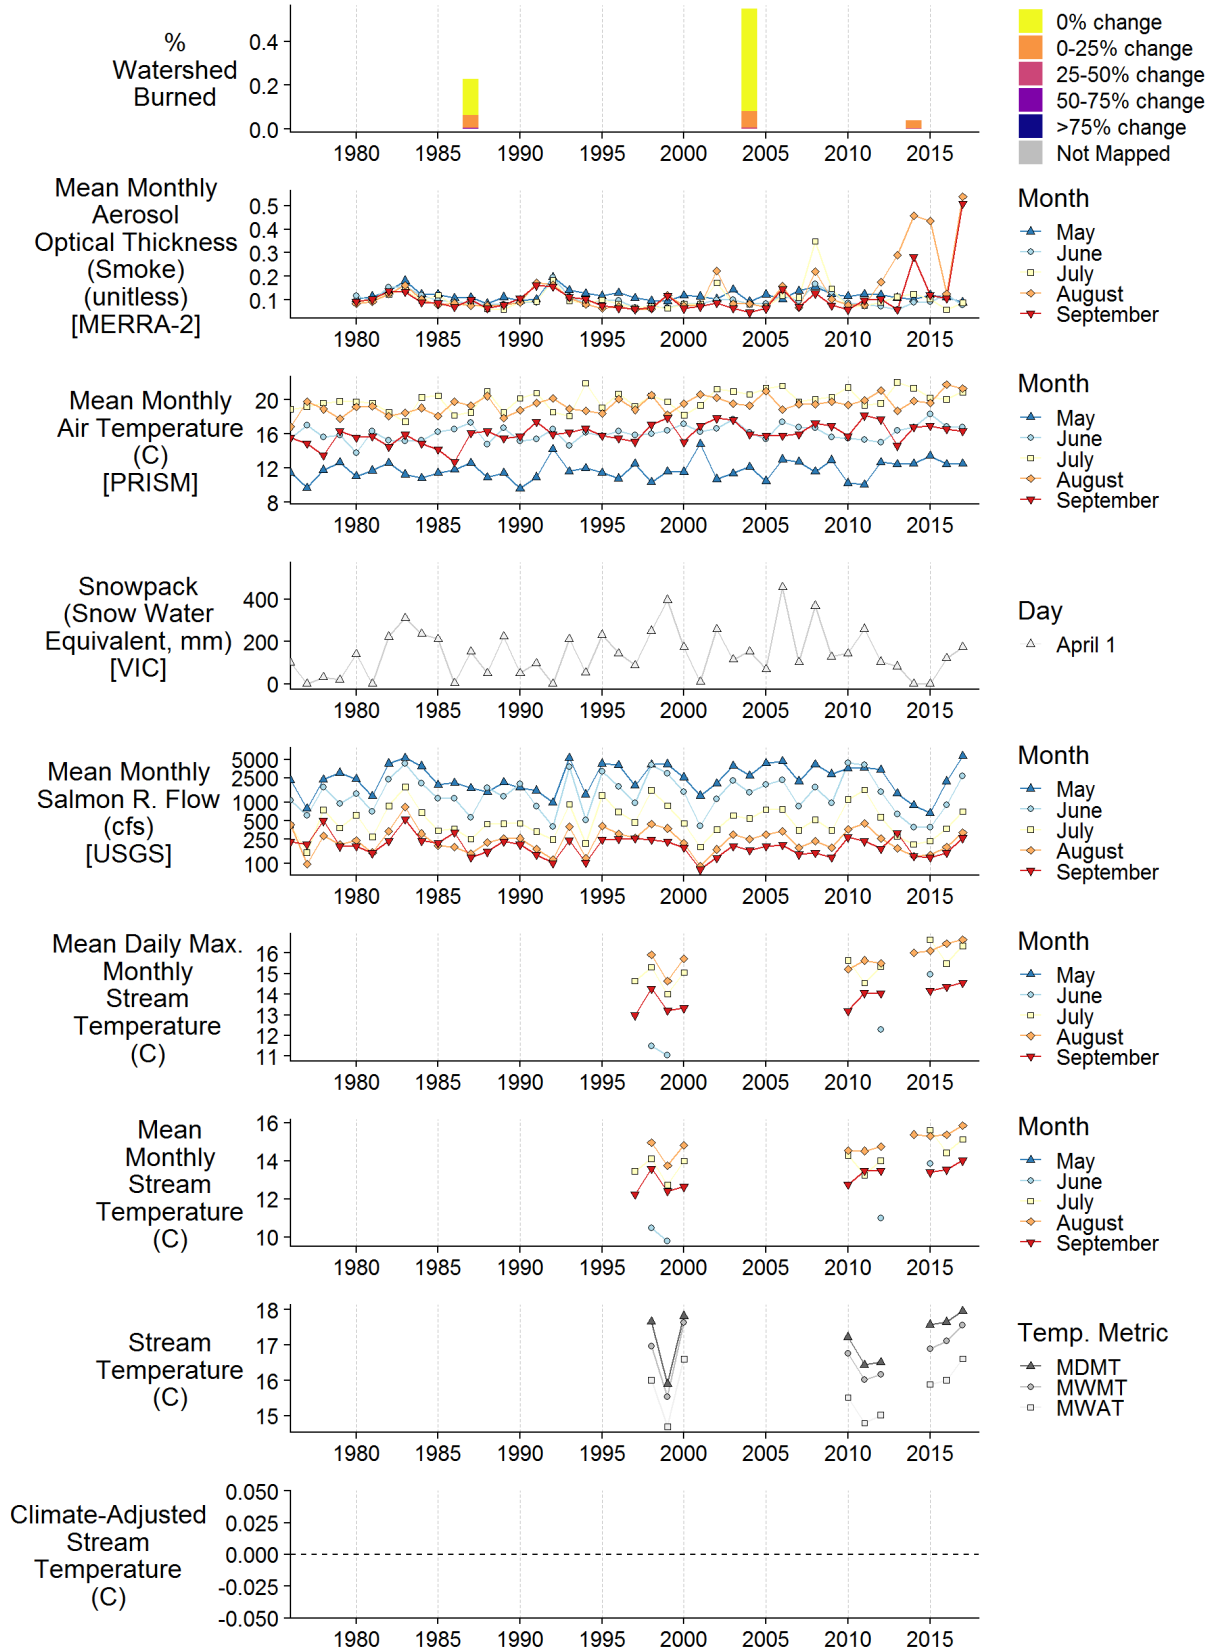 %
Watershed
Burned
0.4
0.2
0.0
1980 1985 1990 1995 2000 2005 2010 2015
0% change
0-25% change
25-50% change
50-75% change
>75% change
Not Mapped
Mean Monthly
Aerosol
Optical Thickness
(Smoke)
(unitless)
[MERRA-2]
0.5
0.4
0.3
0.2
0.1
1980 1985 1990 1995 2000 2005 2010 2015
Month
May
June
July
August
September
Mean Monthly
Air Temperature
(C)
[PRISM]
20
16
12
8
1980 1985 1990 1995 2000 2005 2010 2015
Month
May
June
July
August
September
Snowpack
(Snow Water
Equivalent, mm)
[VIC]
400
200
0
1980 1985 1990 1995 2000 2005 2010 2015
Day
April 1
Mean Monthly
Salmon R. Flow
(cfs)
[USGS]
5000
2500
1000
500
250
100
1980 1985 1990 1995 2000 2005 2010 2015
Month
May
June
July
August
September
Mean Daily Max.
Monthly
Stream
Temperature
(C)
16
15
14
13
12
11
1980 1985 1990 1995 2000 2005 2010 2015
Month
May
June
July
August
September
Mean
Monthly
Stream
Temperature
(C)
16
14
12
10
1980 1985 1990 1995 2000 2005 2010 2015
Month
May
June
July
August
September
Stream
Temperature
(C)
18
17
16
15
1980 1985 1990 1995 2000 2005 2010 2015
Temp. Metric
MDMT
MWMT
MWAT
Climate-Adjusted
Stream
Temperature
(C)
0.050
0.025
0.000
-0.025
-0.050
1980 1985 1990 1995 2000 2005 2010 2015